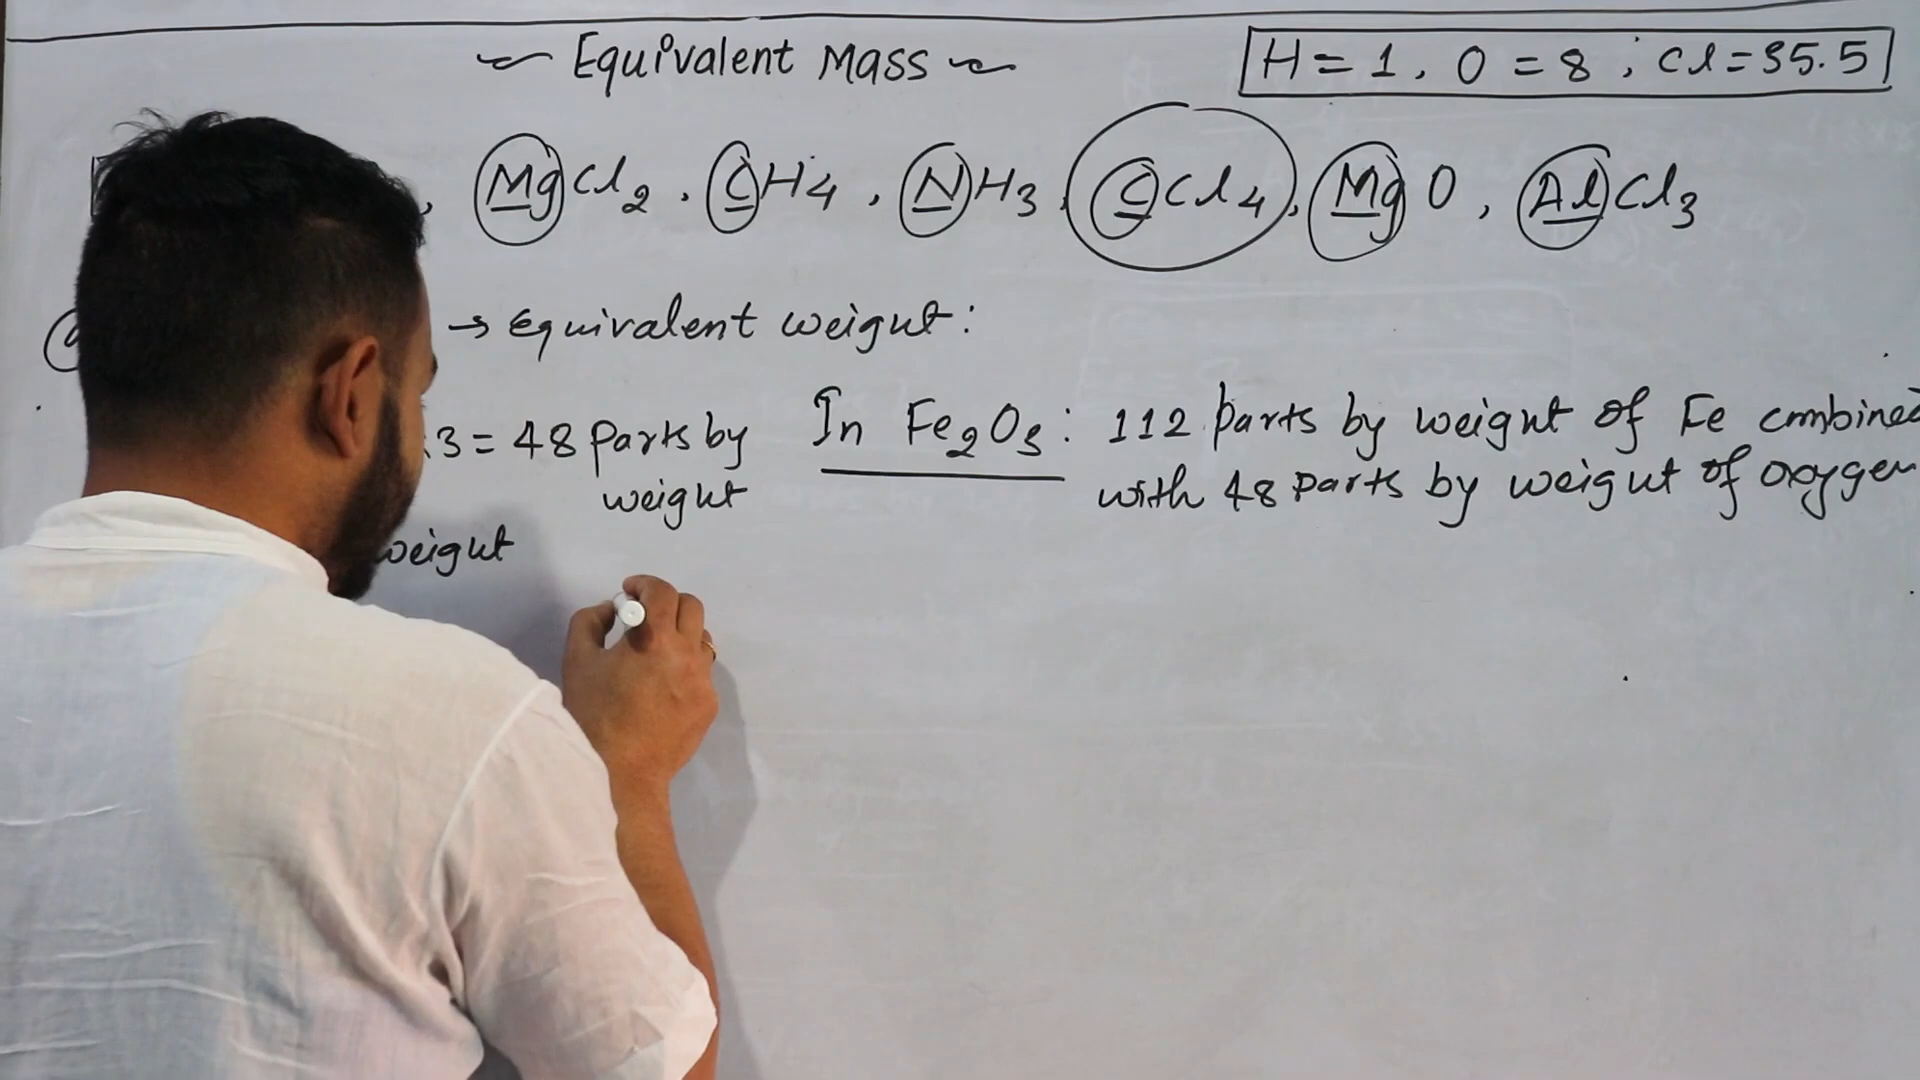 Equivalent Mass
H = 1, O = 8 ; Cl = 35.5
, MgCl2 . CH4 , NH3 , CCl4 , MgO , AlCl3
→ Equivalent weight :
3 = 48 parts by
weight
weight
In Fe2O3 : 112 parts by weight of Fe combined
with 48 parts by weight of oxygen